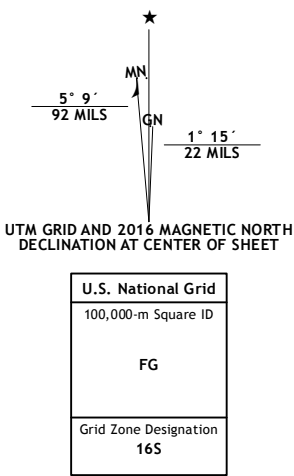 ★
MN
5° 9´
92 MILS
GN
1° 15´
22 MILS
UTM GRID AND 2016 MAGNETIC NORTH
DECLINATION AT CENTER OF SHEET
U.S. National Grid
100,000-m Square ID
FG
Grid Zone Designation
16S